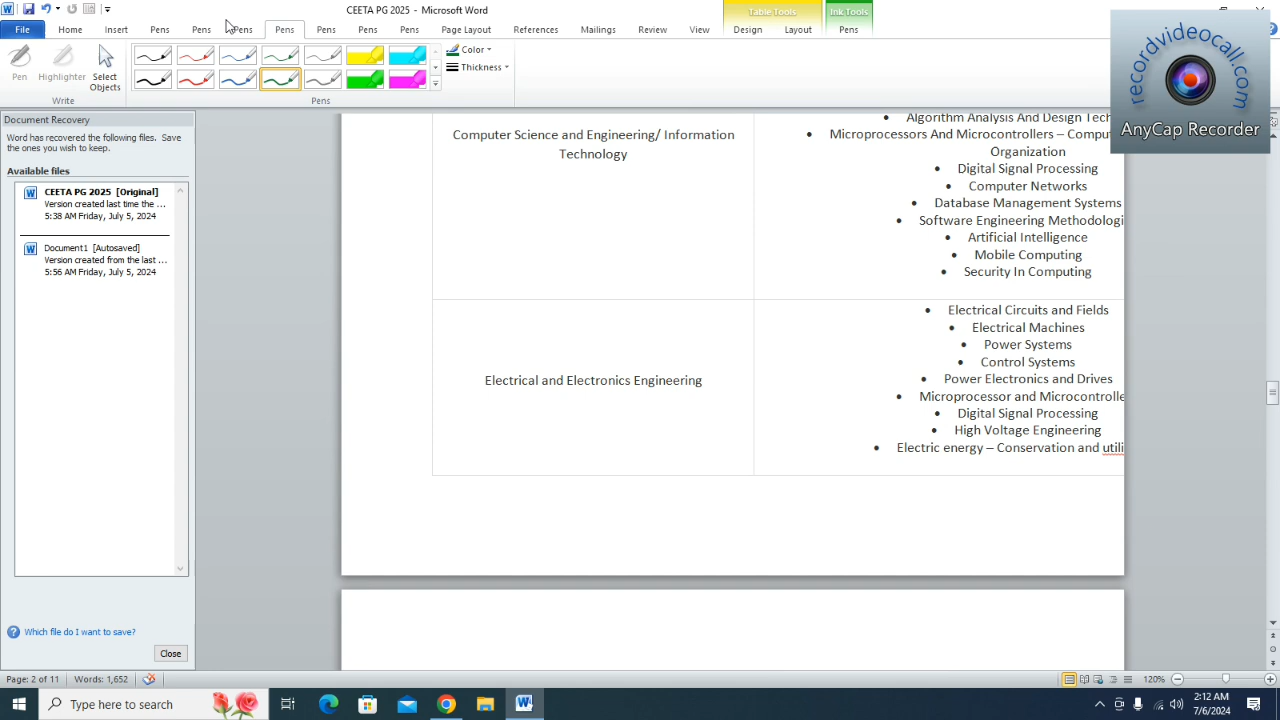 CEETA PG 2025 - Microsoft Word
Table Tools
Ink Tools
File
Home
Insert
Pens
Pens
Pens
Pens
Pens
Pens
Pens
Page Layout
References
Mailings
Review
View
Design
Layout
Pens
Pen
Highlighter
Select
Objects
Write
Color
Thickness
Pens
recordvideocall.com
AnyCap Recorder
Document Recovery
Word has recovered the following files. Save
the ones you wish to keep.
Available files
CEETA PG 2025 [Original]
Version created last time the ...
5:38 AM Friday, July 5, 2024
Document1 [Autosaved]
Version created from the last ...
5:56 AM Friday, July 5, 2024
Which file do I want to save?
Close
Computer Science and Engineering/ Information
Technology
• Algorithm Analysis And Design Tech
• Microprocessors And Microcontrollers – Compu
Organization
• Digital Signal Processing
• Computer Networks
• Database Management Systems
• Software Engineering Methodologi
• Artificial Intelligence
• Mobile Computing
• Security In Computing
Electrical and Electronics Engineering
• Electrical Circuits and Fields
• Electrical Machines
• Power Systems
• Control Systems
• Power Electronics and Drives
• Microprocessor and Microcontrolle
• Digital Signal Processing
• High Voltage Engineering
• Electric energy – Conservation and utili
Page: 2 of 11
Words: 1,652
120%
Type here to search
2:12 AM
7/6/2024